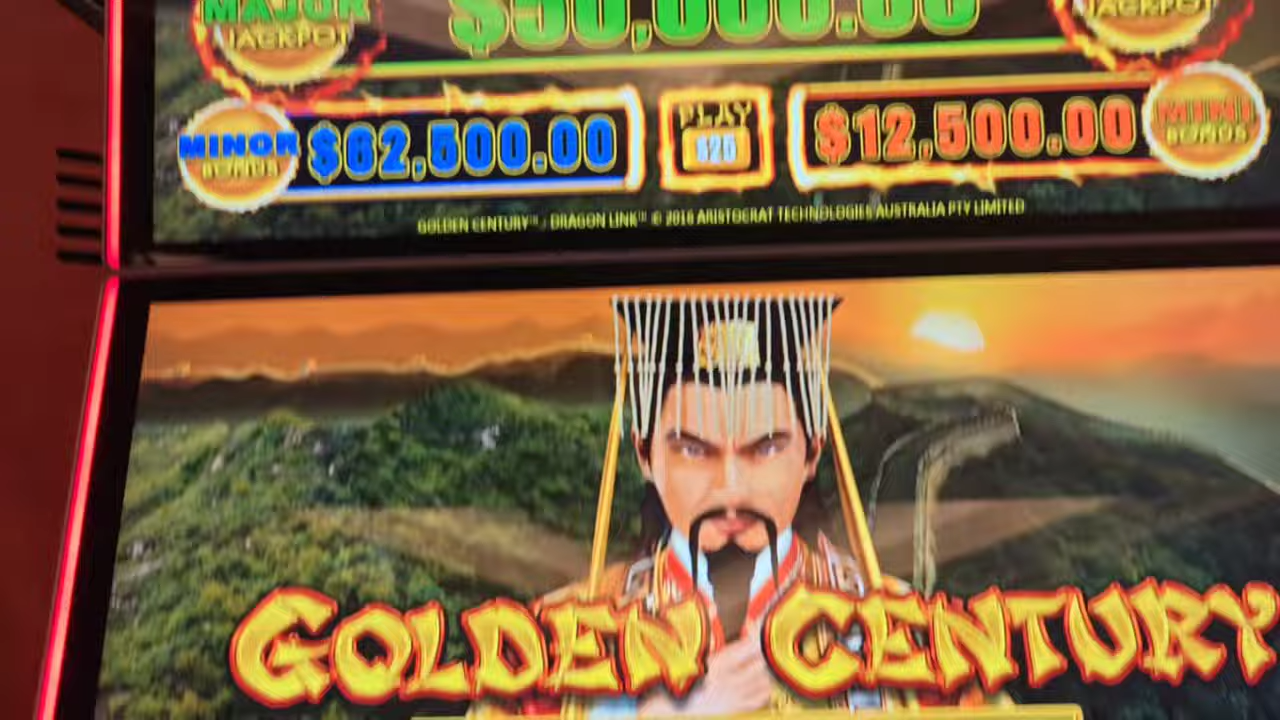 MAJOR
JACKPOT
JACKPOT
MINOR
BONUS
$62,500.00
PLAY
$25
$12,500.00
MINI
BONUS
GOLDEN CENTURY™ / DRAGON LINK™ © 2016 ARISTOCRAT TECHNOLOGIES AUSTRALIA PTY LIMITED
GOLDEN CENTURY